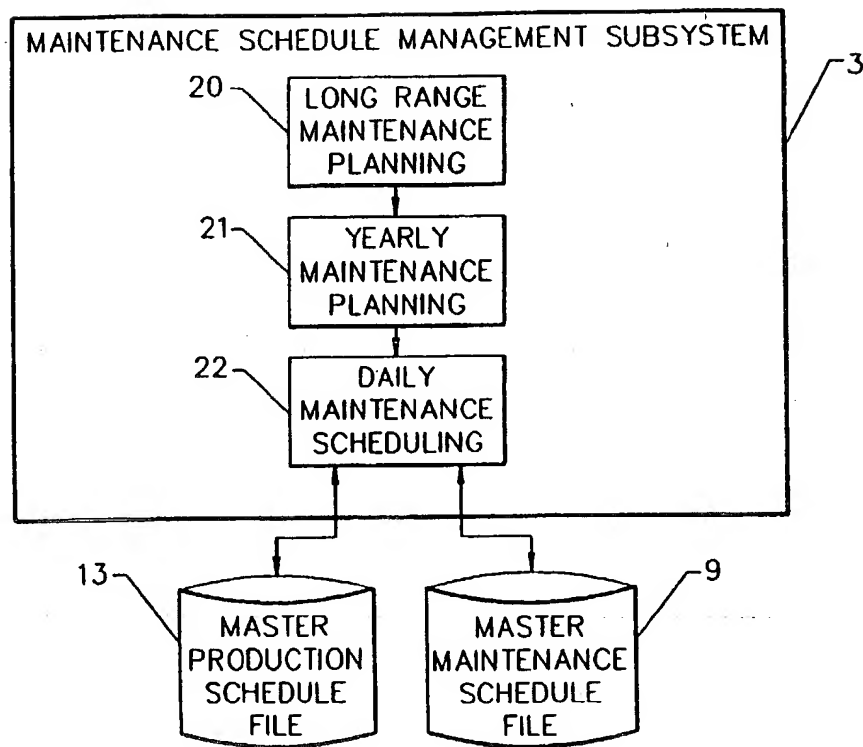 MAINTENANCE SCHEDULE MANAGEMENT SUBSYSTEM
3
20
LONG RANGE
MAINTENANCE
PLANNING
21
YEARLY
MAINTENANCE
PLANNING
22
DAILY
MAINTENANCE
SCHEDULING
13
MASTER
PRODUCTION
SCHEDULE
FILE
9
MASTER
MAINTENANCE
SCHEDULE
FILE